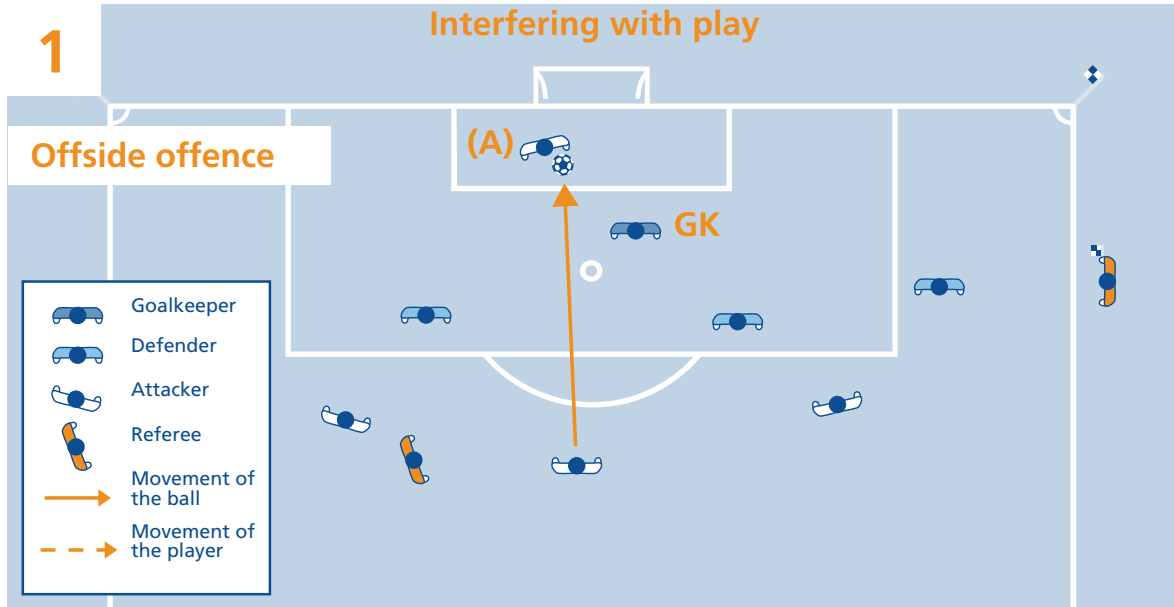 1
Interfering with play
Offside offence
(A)
GK
Goalkeeper
Defender
Attacker
Referee
Movement of
the ball
Movement of
the player